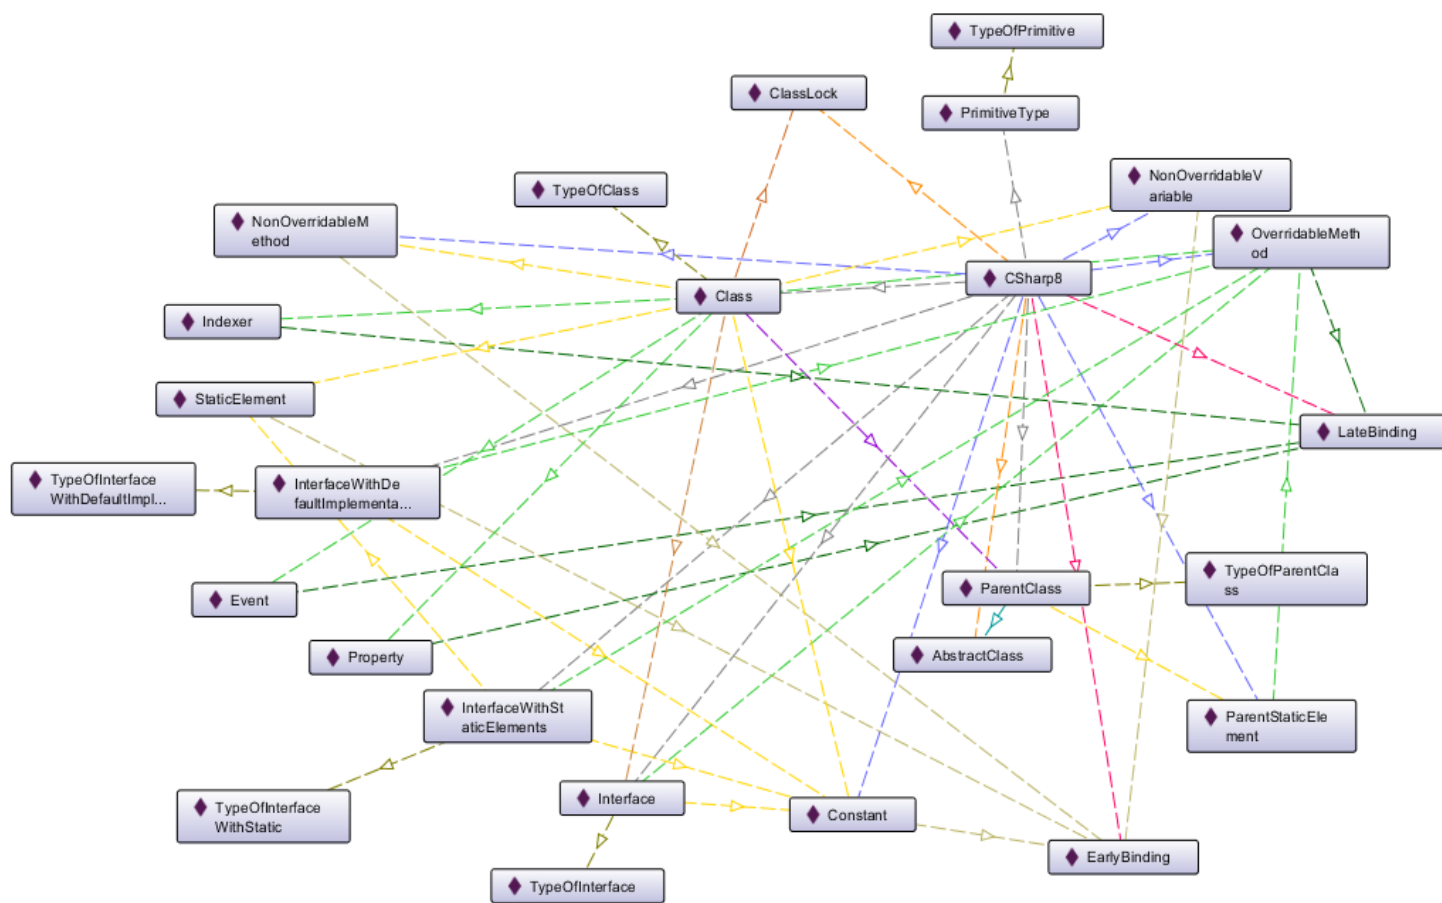 TypeOfPrimitive
ClassLock
PrimitiveType
TypeOfClass
NonOverridableV
ariable
NonOverridableM
ethod
OverridableMeth
od
CSharp8
Class
Indexer
StaticElement
LateBinding
TypeOfInterface
WithDefaultImpl...
InterfaceWithDe
faultImplementa...
Event
ParentClass
TypeOfParentCla
ss
Property
AbstractClass
InterfaceWithSt
aticElements
ParentStaticEle
ment
TypeOfInterface
WithStatic
Interface
Constant
EarlyBinding
TypeOfInterface